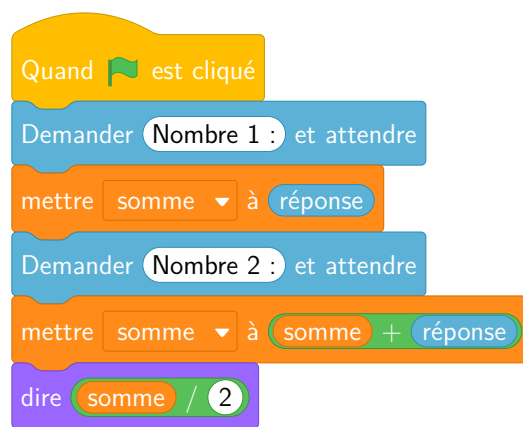 Quand est cliqué
Demander Nombre 1 : et attendre
mettre somme à réponse
Demander Nombre 2 : et attendre
mettre somme à somme + réponse
dire somme / 2